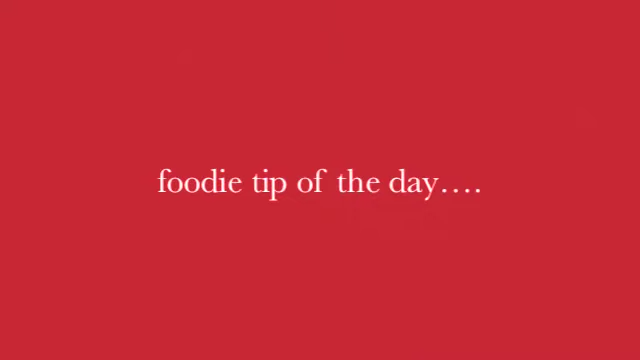 foodie tip of the day….